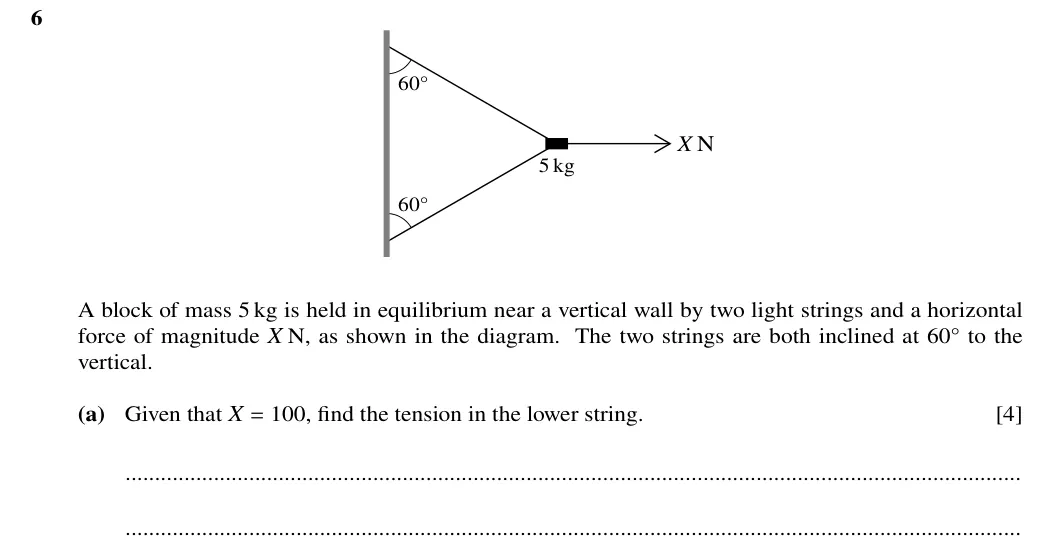 6
60°
X N
5 kg
60°
A block of mass 5 kg is held in equilibrium near a vertical wall by two light strings and a horizontal
force of magnitude X N, as shown in the diagram. The two strings are both inclined at 60° to the
vertical.
(a) Given that X = 100, find the tension in the lower string. [4]